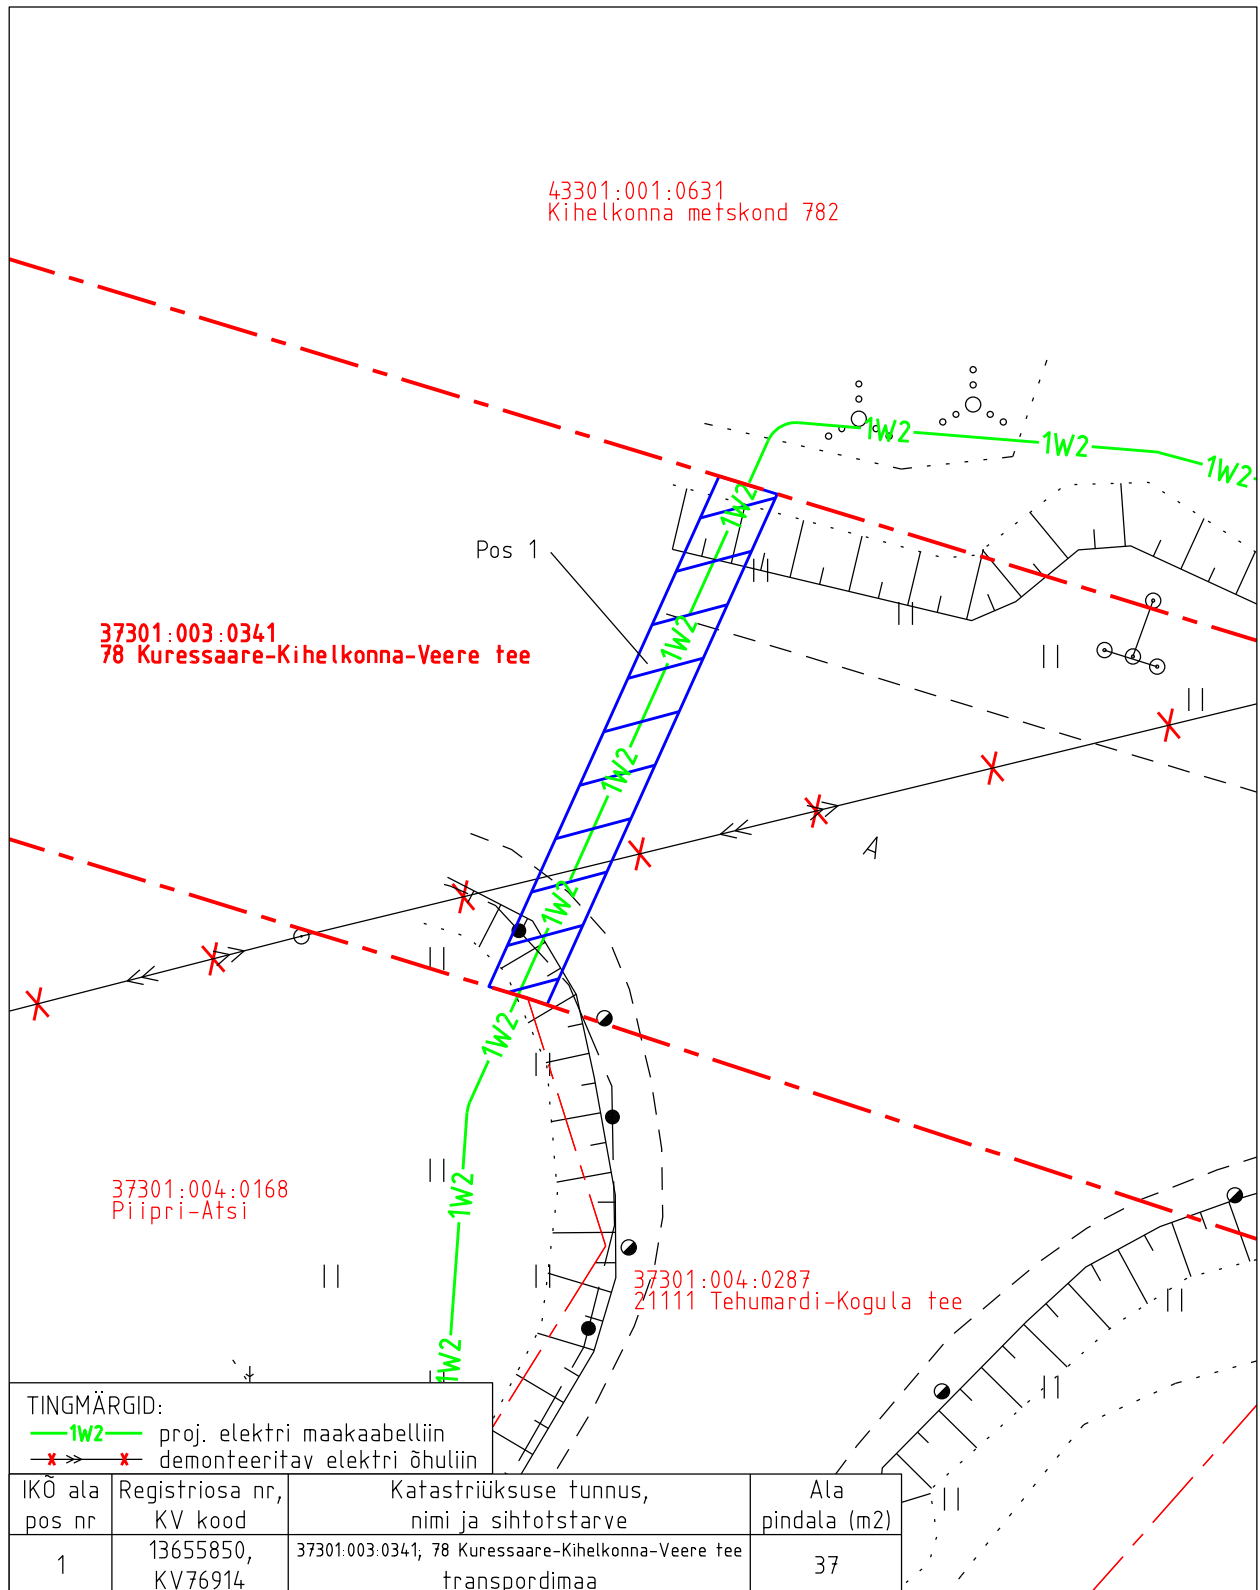 43301:001:0631
Kihelkonna metskond 782
1W2
1W2
1W2
1W2
Pos 1
37301:003:0341
78 Kuressaare-Kihelkonna-Veere tee
1W2
1W2
A
1W2
1W2
37301:004:0168
Piipri-Atsi
1W2
37301:004:0287
21111 Tehumardi-Kogula tee
1W2
TINGMÄRGID:
1W2 proj. elektri maakaabelliin
demonteeritav elektri õhuliin
IKÕ ala pos nr
Registriosa nr, KV kood
Katastriüksuse tunnus, nimi ja sihtotstarve
Ala pindala (m2)
1
13655850, KV76914
37301:003:0341; 78 Kuressaare-Kihelkonna-Veere tee transpordimaa
37